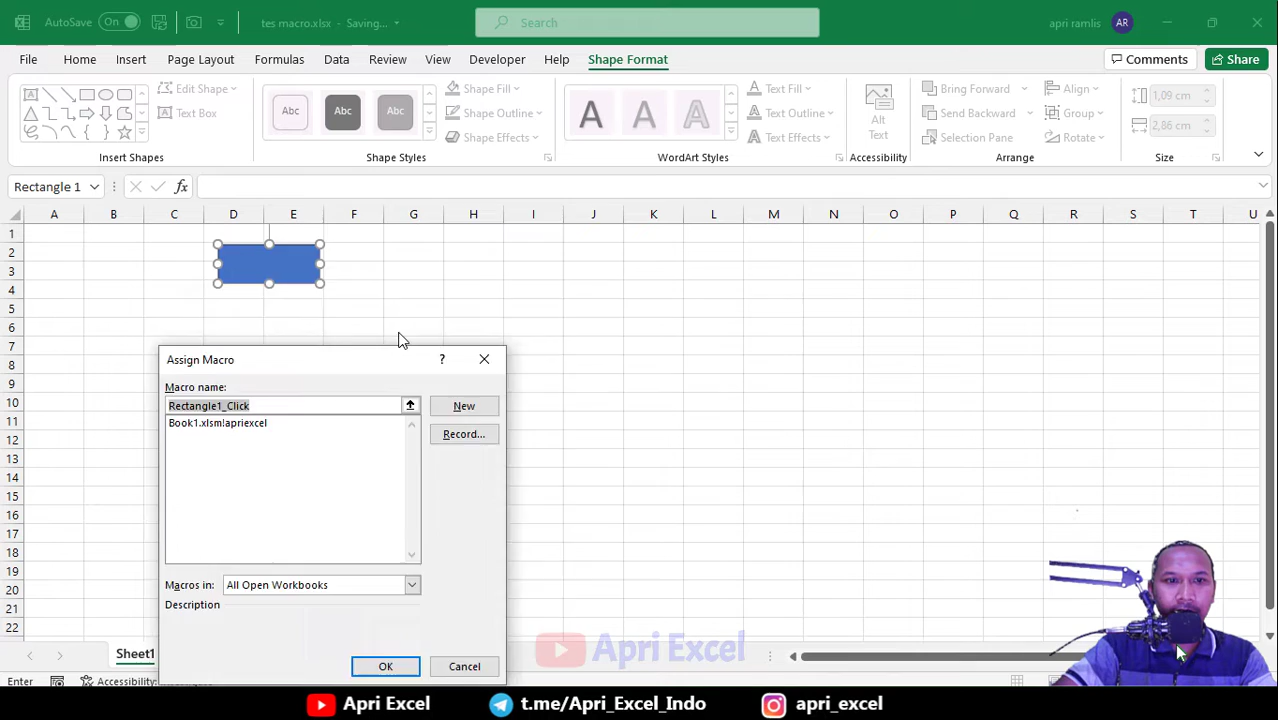 AutoSave On tes macro.xlsx - Saving... Search apri ramlis AR
File Home Insert Page Layout Formulas Data Review View Developer Help Shape Format Comments Share
Edit Shape Abc Abc Abc Shape Fill A A A Text Fill Alt Text Bring Forward Align 1,09 cm
Text Box Shape Outline Text Outline Send Backward Group 2,86 cm
Shape Effects Text Effects Selection Pane Rotate
Insert Shapes Shape Styles WordArt Styles Accessibility Arrange Size
Rectangle 1 fx
A B C D E F G H I J K L M N O P Q R S T U
1
2
3
4
5
6
7
8
9
10
11
12
13
14
15
16
17
18
19
20
21
22
Assign Macro ?
Macro name:
Rectangle1_Click New
Book1.xlsm!apriexcel
Record...
Macros in: All Open Workbooks
Description
OK Cancel
Apri Excel
Sheet1
Enter Accessibility:
Apri Excel t.me/Apri_Excel_Indo apri_excel